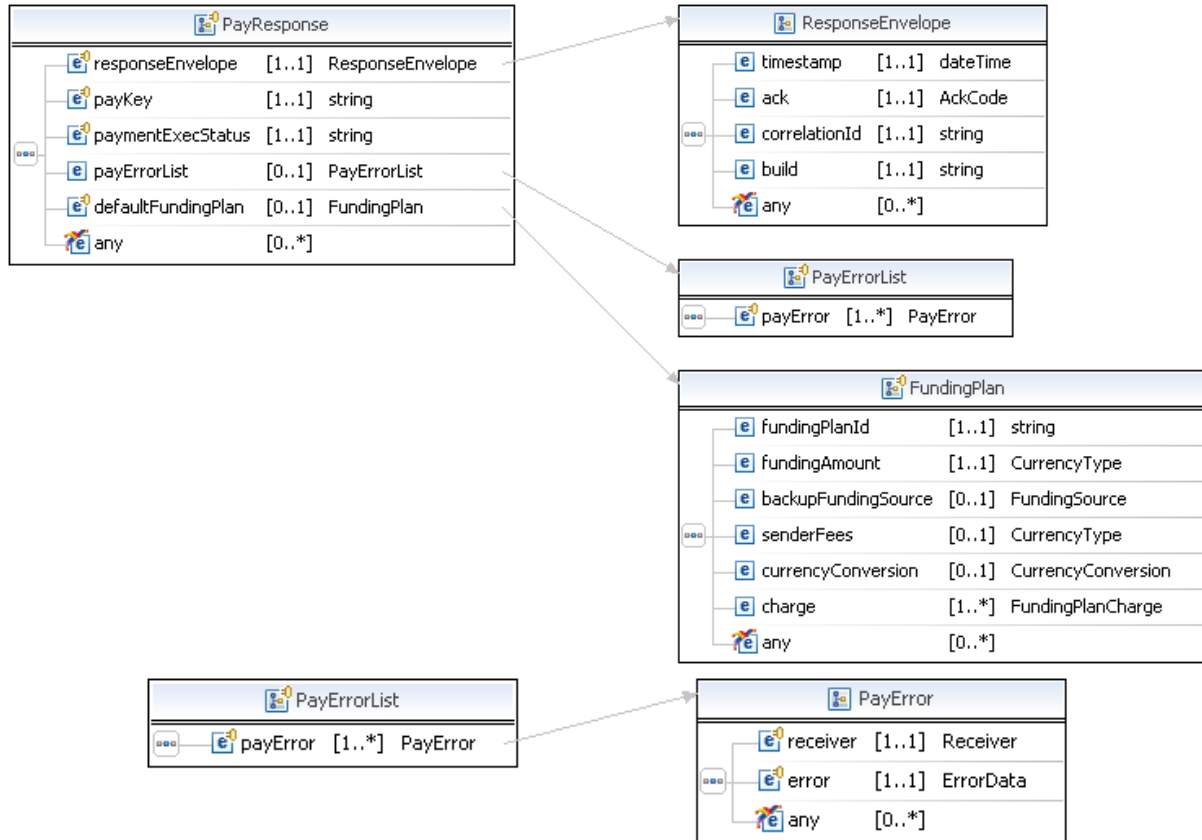 PayResponse
responseEnvelope [1..1] ResponseEnvelope
payKey [1..1] string
paymentExecStatus [1..1] string
payErrorList [0..1] PayErrorList
defaultFundingPlan [0..1] FundingPlan
any [0..*]
ResponseEnvelope
timestamp [1..1] dateTime
ack [1..1] AckCode
correlationId [1..1] string
build [1..1] string
any [0..*]
PayErrorList
payError [1..*] PayError
FundingPlan
fundingPlanId [1..1] string
fundingAmount [1..1] CurrencyType
backupFundingSource [0..1] FundingSource
senderFees [0..1] CurrencyType
currencyConversion [0..1] CurrencyConversion
charge [1..*] FundingPlanCharge
any [0..*]
PayErrorList
payError [1..*] PayError
PayError
receiver [1..1] Receiver
error [1..1] ErrorData
any [0..*]